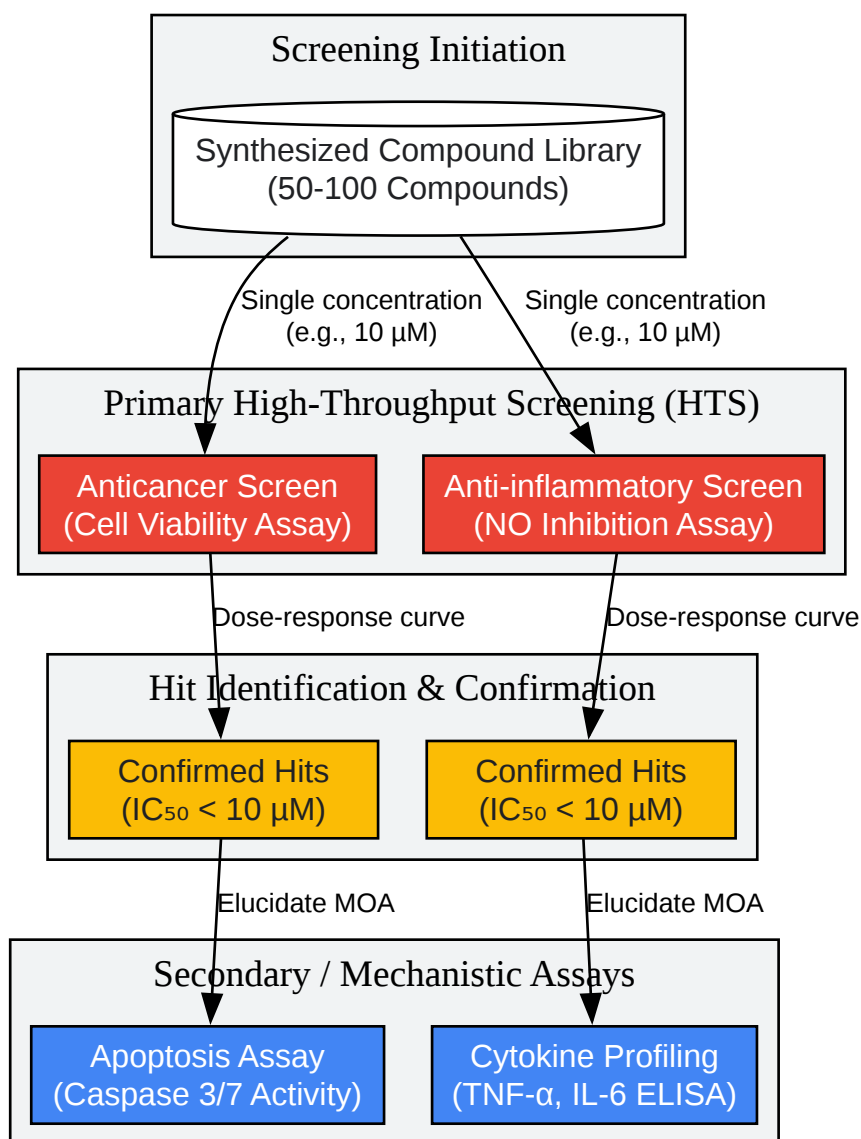 Screening Initiation
Synthesized Compound Library
(50-100 Compounds)
Single concentration
(e.g., 10 µM)
Single concentration
(e.g., 10 µM)
Primary High-Throughput Screening (HTS)
Anticancer Screen
(Cell Viability Assay)
Anti-inflammatory Screen
(NO Inhibition Assay)
Dose-response curve
Dose-response curve
Hit Identification & Confirmation
Confirmed Hits
(IC₅₀ < 10 µM)
Confirmed Hits
(IC₅₀ < 10 µM)
Elucidate MOA
Elucidate MOA
Secondary / Mechanistic Assays
Apoptosis Assay
(Caspase 3/7 Activity)
Cytokine Profiling
(TNF-α, IL-6 ELISA)